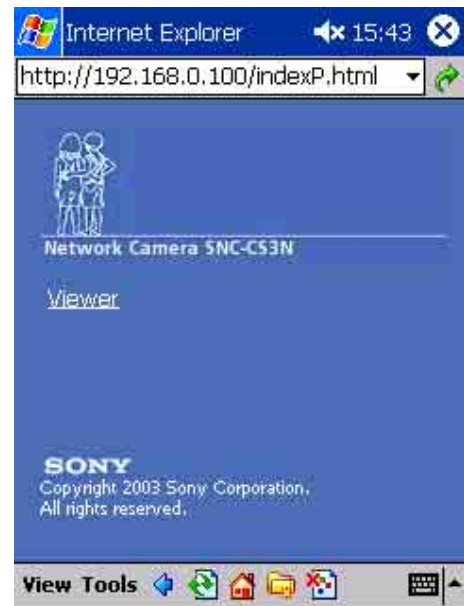 Internet Explorer 15:43
http://192.168.0.100/indexP.html
Network Camera SNC-CS3N
Viewer
SONY
Copyright 2003 Sony Corporation.
All rights reserved.
View Tools